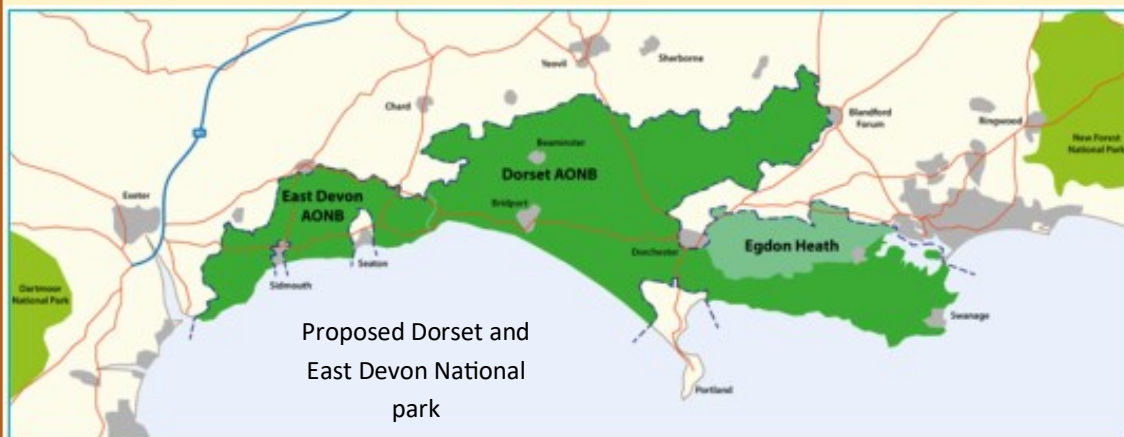 Yeovil
Sherborne
Chard
Blandford
Forum
Ringwood
New Forest
National Park
Beaminster
Dorset AONB
Exeter
East Devon
AONB
Bridport
Egdon Heath
Dorchester
Seaton
Sidmouth
Dartmoor
National Park
Swanage
Portland
Proposed Dorset and
East Devon National
park